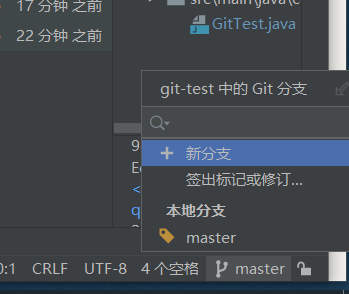 17 分钟 之前
src\main\java\c
GitTest.java
22 分钟 之前
git-test 中的 Git 分支
9
新分支
签出标记或修订...
<
本地分支
q
master
0:1 CRLF UTF-8 4 个空格 master